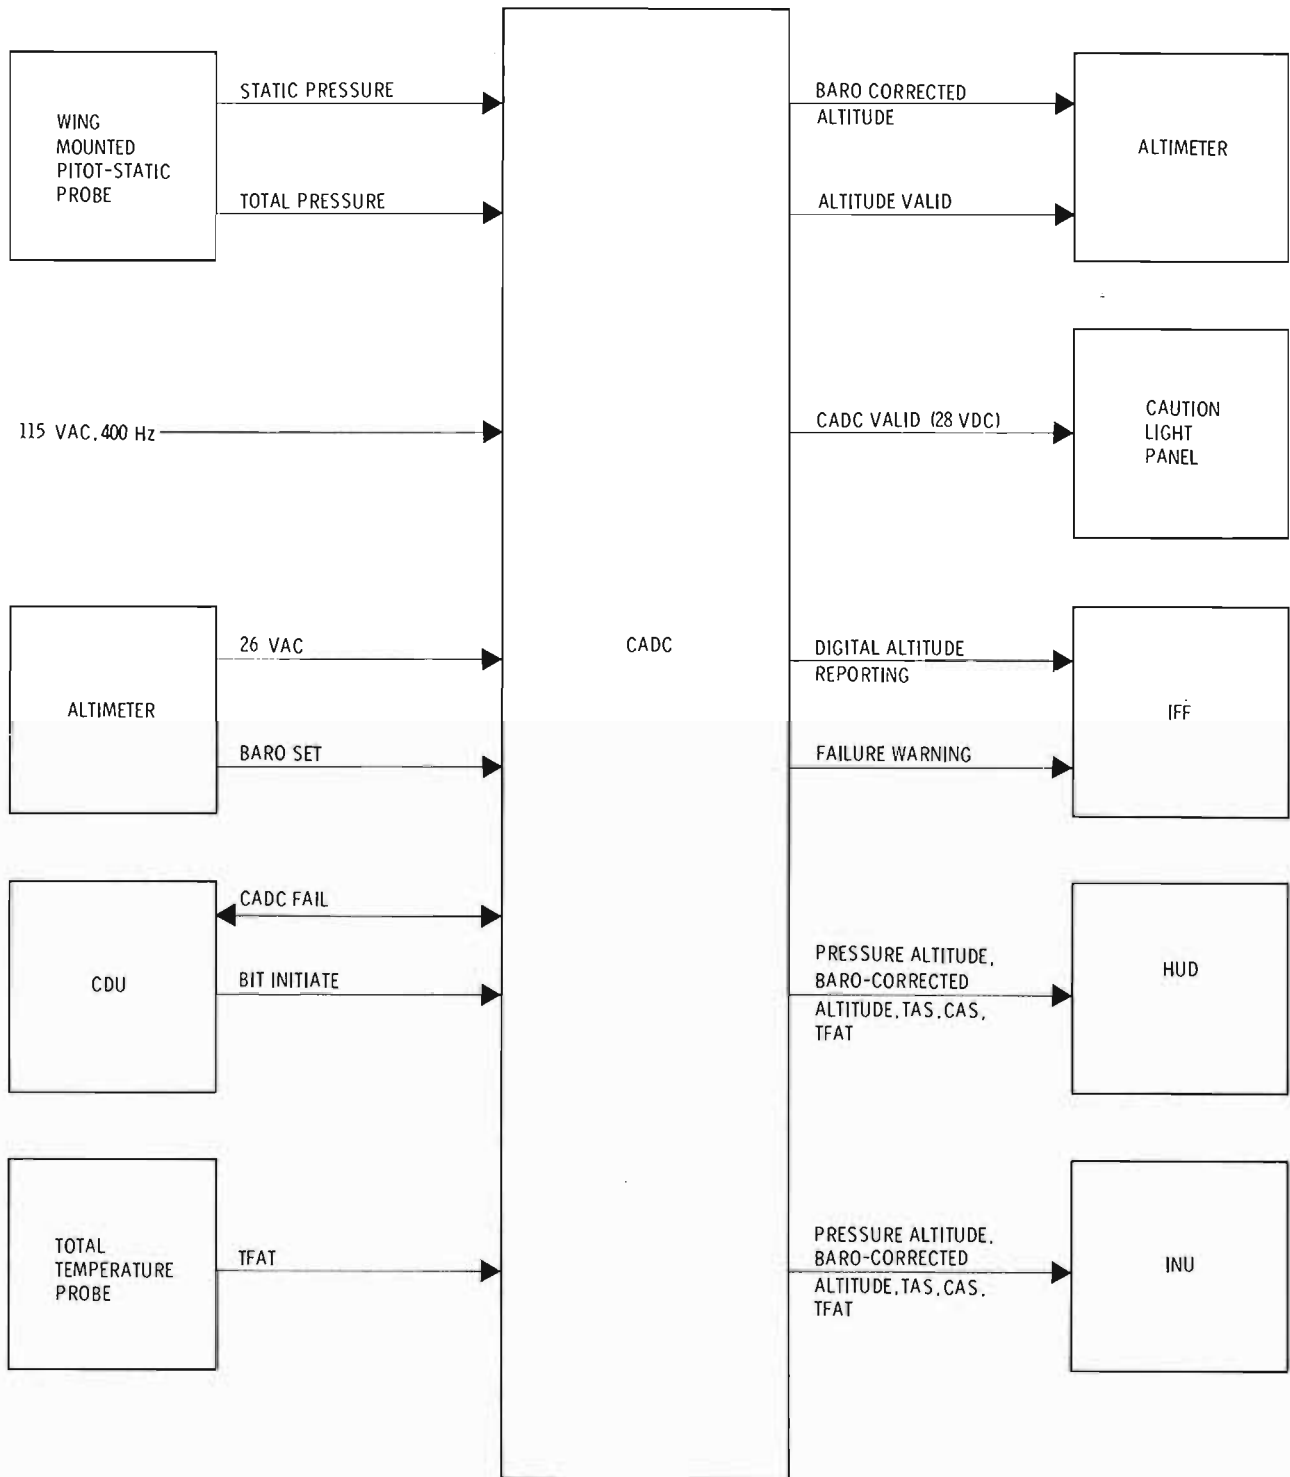 WING
MOUNTED
PITOT-STATIC
PROBE
STATIC PRESSURE
TOTAL PRESSURE
115 VAC, 400 Hz
ALTIMETER
26 VAC
BARO SET
CDU
CADC FAIL
BIT INITIATE
TOTAL
TEMPERATURE
PROBE
TFAT
CADC
BARO CORRECTED
ALTITUDE
ALTITUDE VALID
ALTIMETER
CADC VALID (28 VDC)
CAUTION
LIGHT
PANEL
DIGITAL ALTITUDE
REPORTING
FAILURE WARNING
IFF
PRESSURE ALTITUDE,
BARO-CORRECTED
ALTITUDE, TAS, CAS,
TFAT
HUD
PRESSURE ALTITUDE,
BARO-CORRECTED
ALTITUDE, TAS, CAS,
TFAT
INU